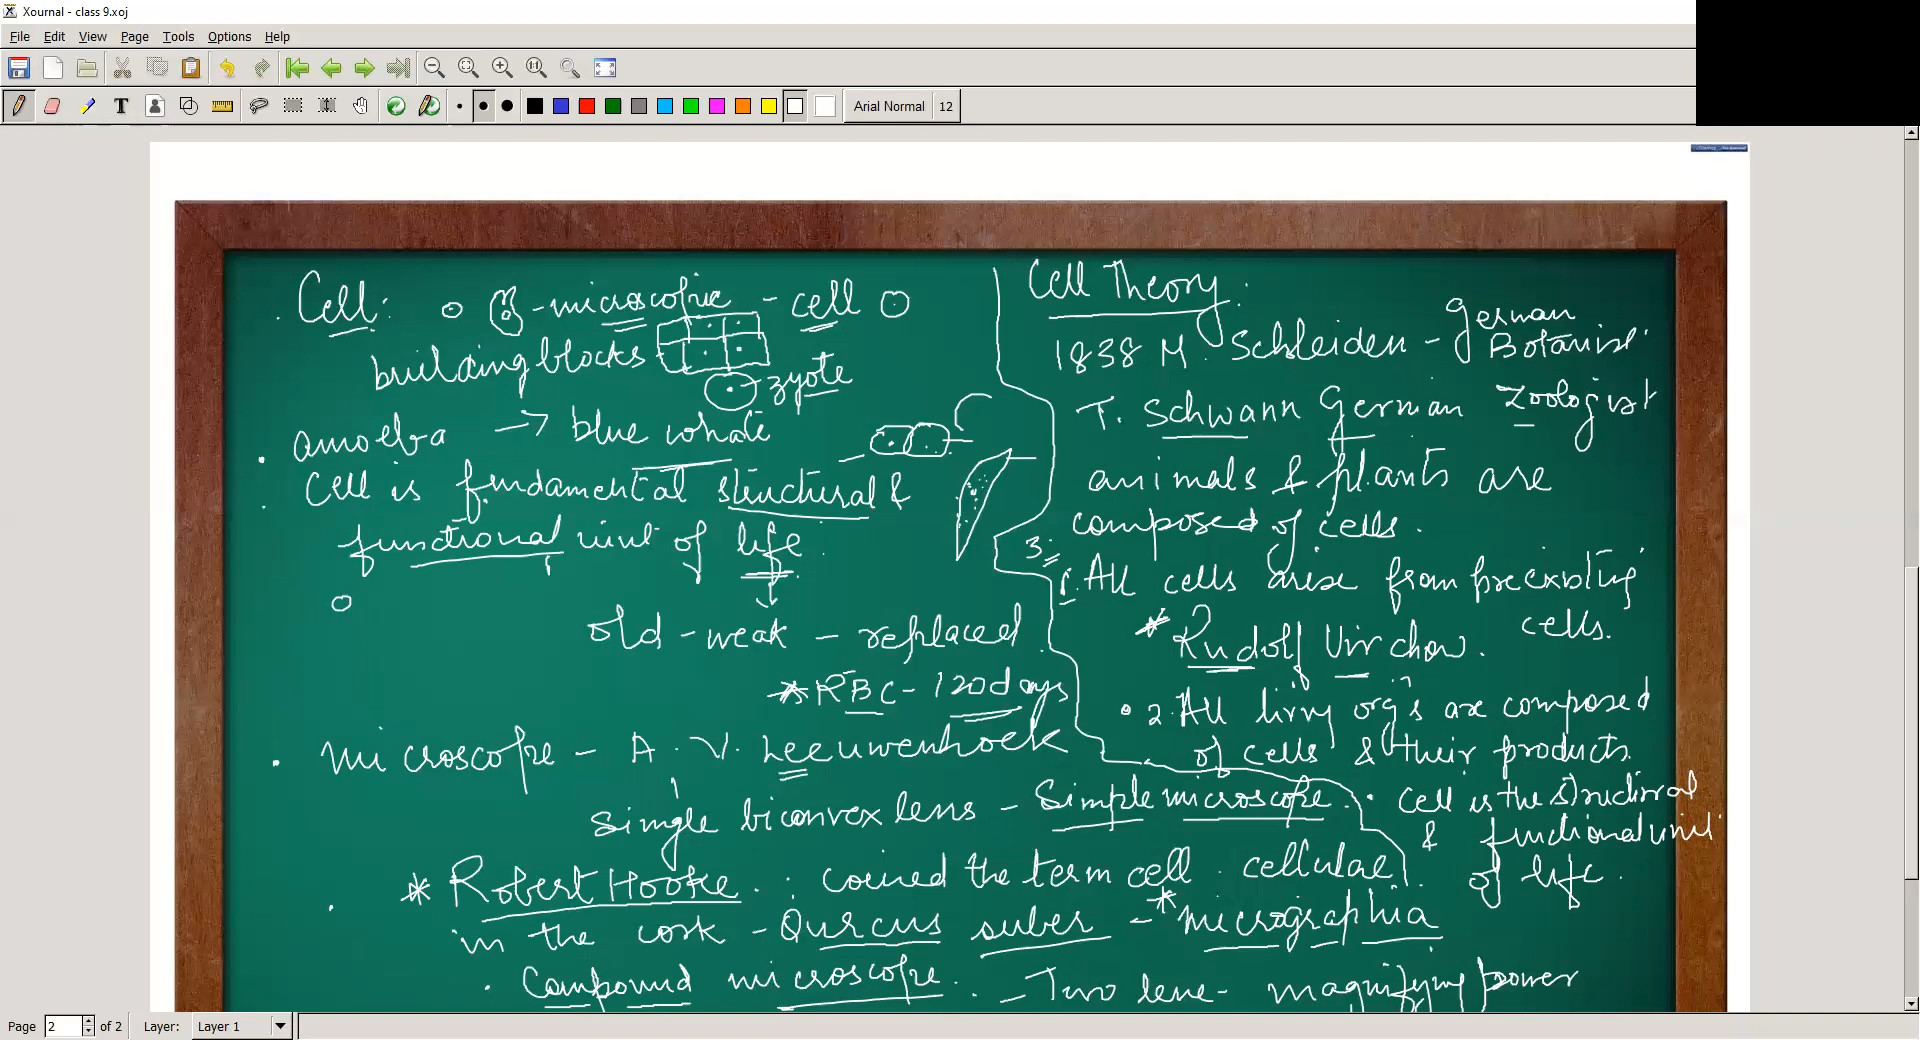 Xournal - class 9.xoj
File Edit View Page Tools Options Help
Arial Normal 12
Cell: - microscopic - cell
building blocks
zyote
amoeba → blue whale
Cell is fundamental structural &
functional unit of life.
old - weak - replaced
* RBC - 120 days
microscope - A. V. Leeuwenhoek
single biconvex lens - Simple microscope.
* Robert Hooke : coined the term cell. cellular
in the cork - Qurcus suber - * micrographia
Compound microscope. - Two lens - magnifying power
Cell Theory:
1838 M. Schleiden - German
Botanist
T. Schwann German Zoologist
animals & plants are
composed of cells.
3. All cells arise from preexisting
cells.
* Rudolf Virchow.
2. All living org's are composed
of cells & their products.
Cell is the structural
& functional unit
of life.
Page 2 of 2 Layer: Layer 1